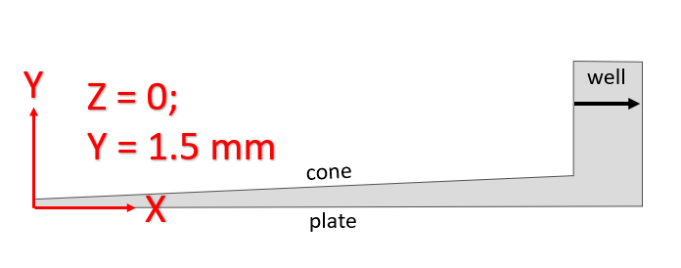 Y
Z = 0;
Y = 1.5 mm
well
cone
X
plate